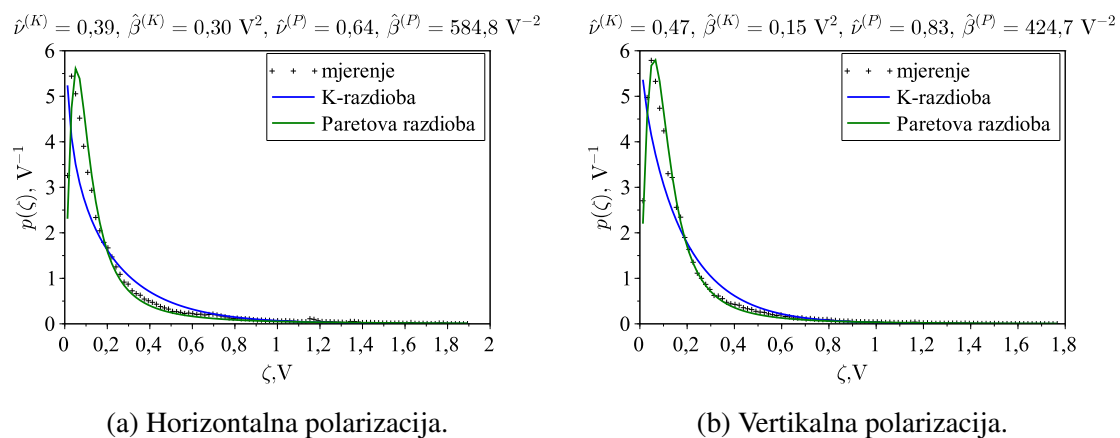 ν̂^(K) = 0,39, β̂^(K) = 0,30 V², ν̂^(P) = 0,64, β̂^(P) = 584,8 V⁻²
6
5
4
3
2
1
0
p(ζ), V⁻¹
mjerenje
K-razdioba
Paretova razdioba
0 0,2 0,4 0,6 0,8 1 1,2 1,4 1,6 1,8 2
ζ,V
(a) Horizontalna polarizacija.
ν̂^(K) = 0,47, β̂^(K) = 0,15 V², ν̂^(P) = 0,83, β̂^(P) = 424,7 V⁻²
6
5
4
3
2
1
0
p(ζ), V⁻¹
mjerenje
K-razdioba
Paretova razdioba
0 0,2 0,4 0,6 0,8 1 1,2 1,4 1,6 1,8
ζ,V
(b) Vertikalna polarizacija.